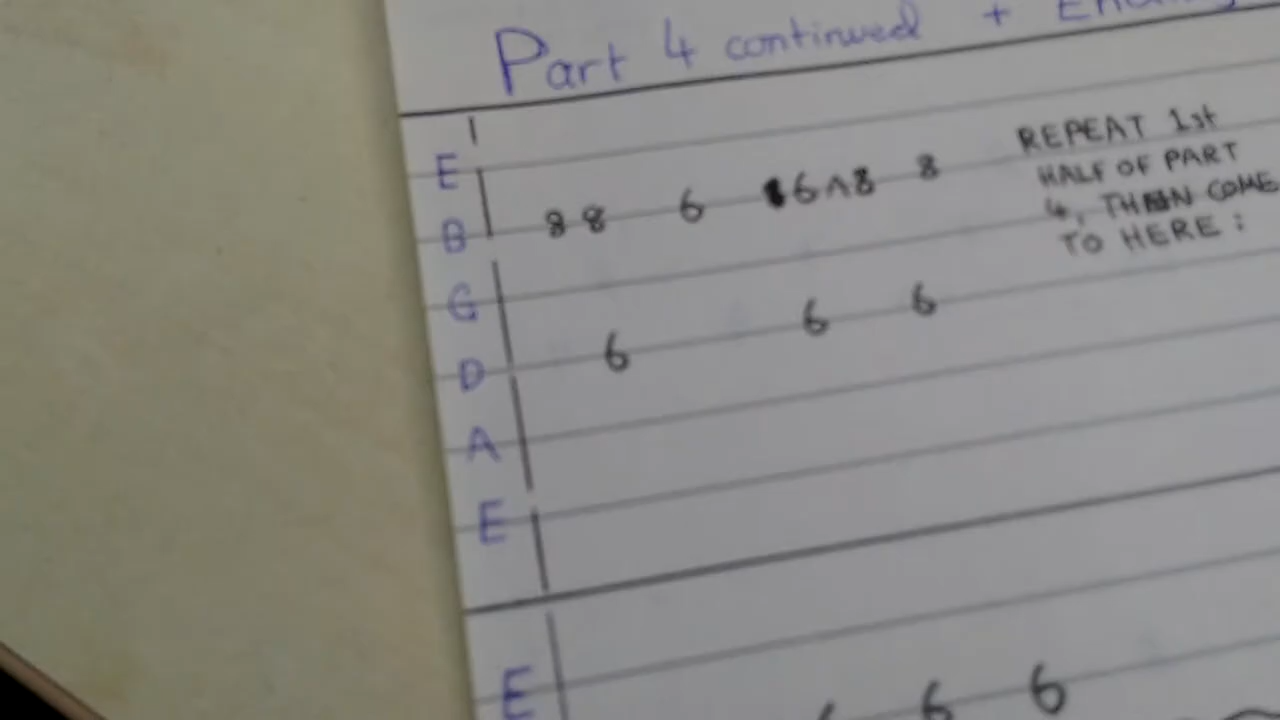 Part 4 continued + Ending
E
B 8 8 6 6 ^ 8 8
G
D 6 6 6
A
E
REPEAT 1st
HALF OF PART
4, THEN COME
TO HERE:
E 6 6